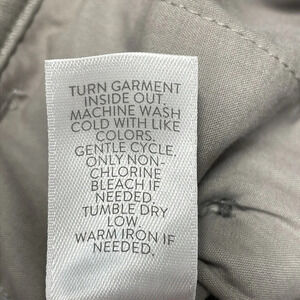 TURN GARMENT
INSIDE OUT.
MACHINE WASH
COLD WITH LIKE
COLORS.
GENTLE CYCLE.
ONLY NON-
CHLORINE
BLEACH IF
NEEDED.
TUMBLE DRY
LOW.
WARM IRON IF
NEEDED.